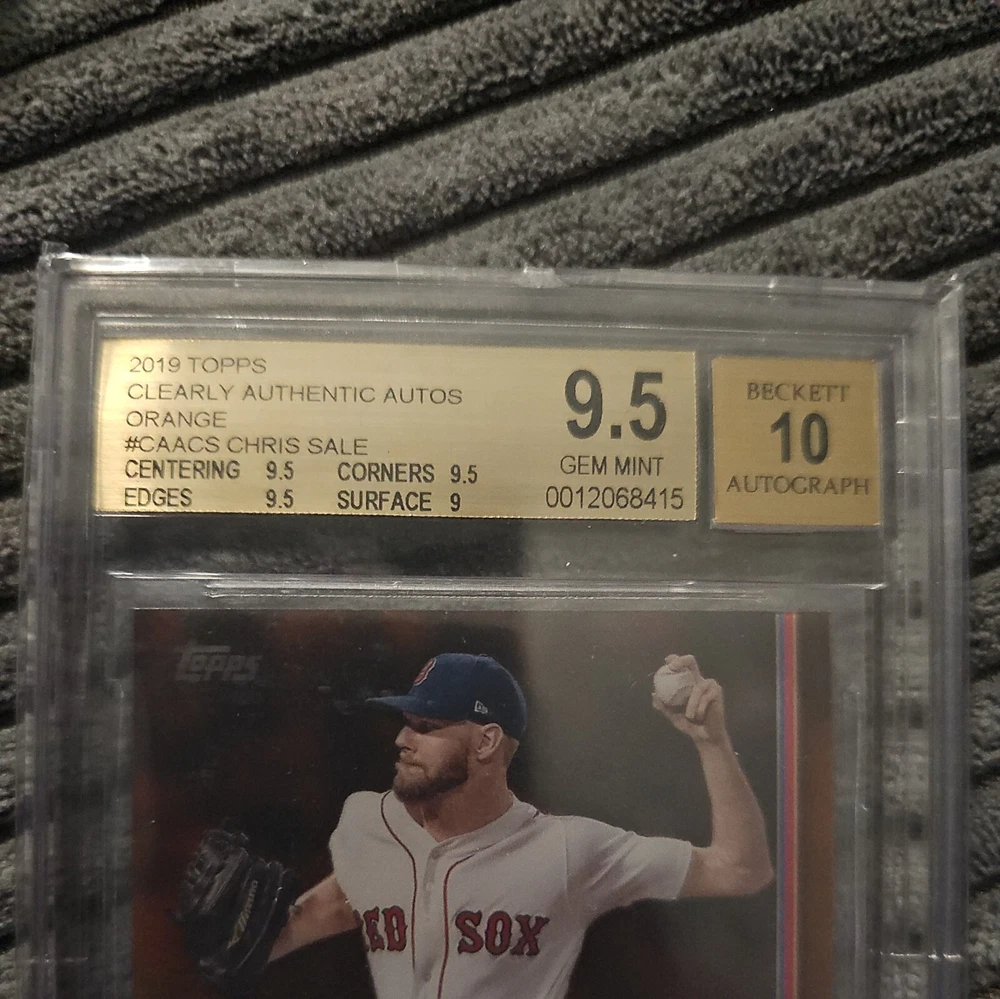 2019 TOPPS
CLEARLY AUTHENTIC AUTOS
ORANGE
#CAACS CHRIS SALE
CENTERING 9.5 CORNERS 9.5
EDGES 9.5 SURFACE 9
9.5
GEM MINT
0012068415
BECKETT
10
AUTOGRAPH
topps
B
RED SOX